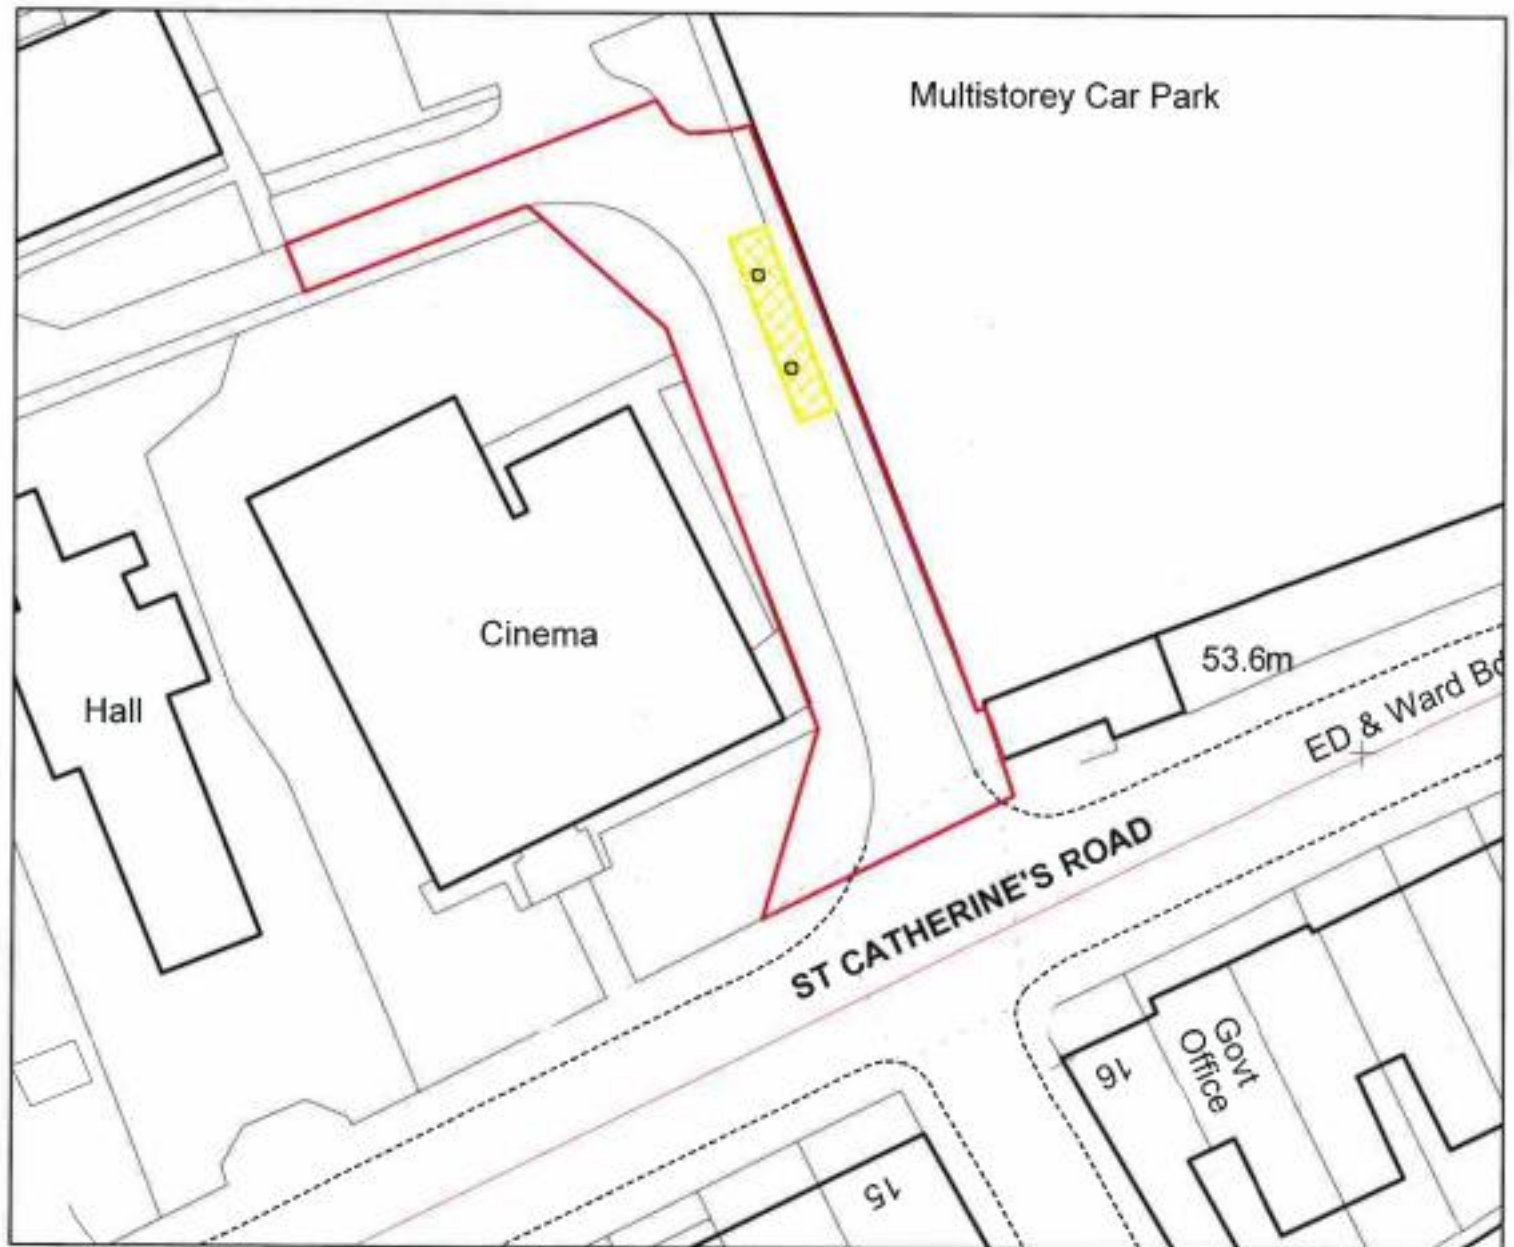 Multistorey Car Park
Cinema
53.6m
ED & Ward Bd
Hall
ST CATHERINE'S ROAD
Govt
Office
16
15